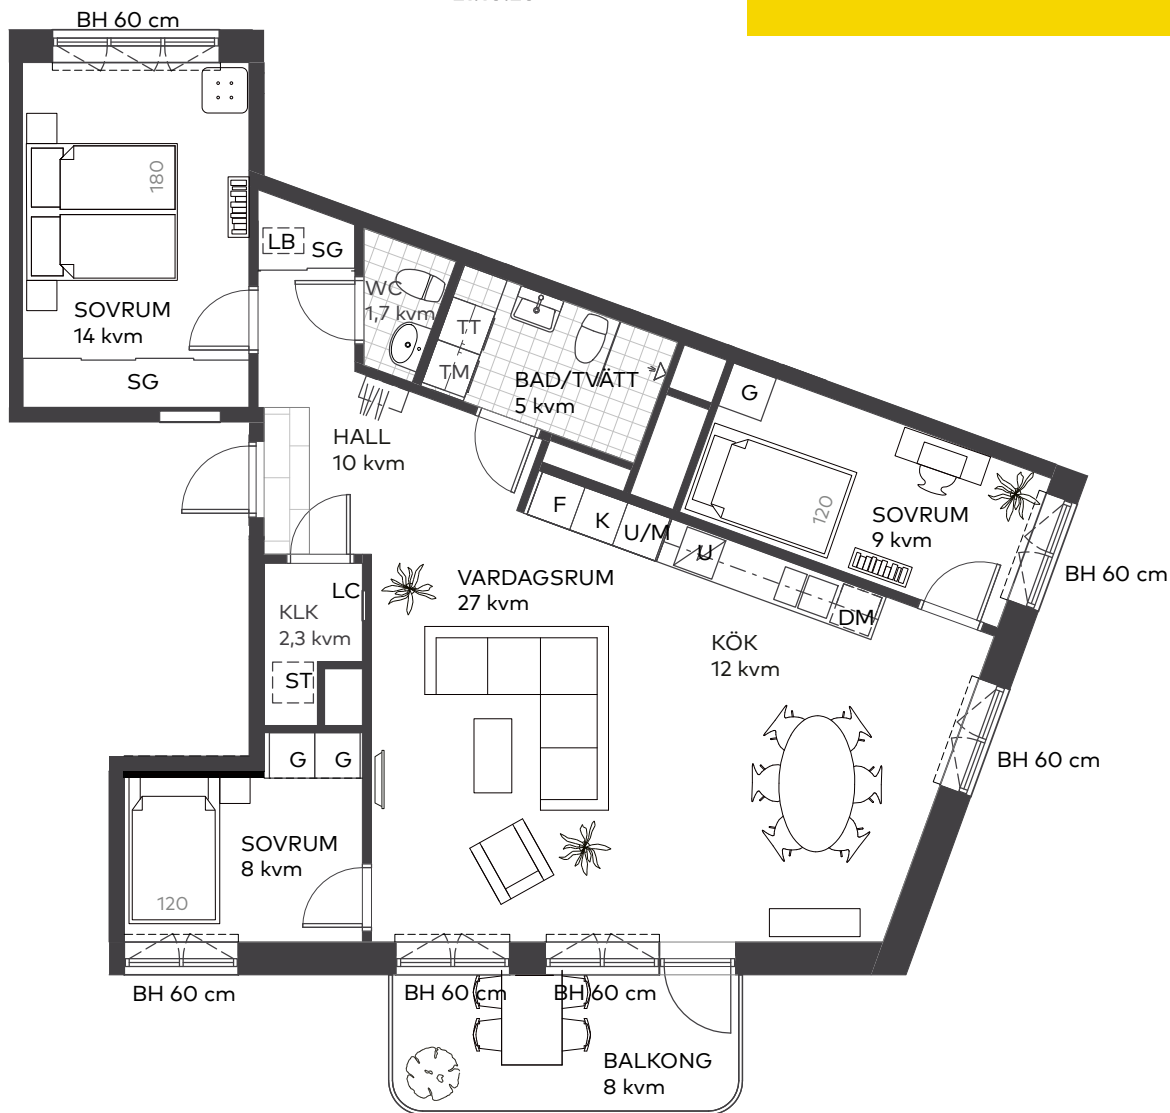 BH 60 cm
180
LB
SG
SOVRUM
14 kvm
SG
WC
1,7 kvm
TT
TM
BAD/TVÄTT
5 kvm
G
HALL
10 kvm
F
K
U/M
U
120
SOVRUM
9 kvm
BH 60 cm
DM
VARDAGSRUM
27 kvm
LC
KLK
2,3 kvm
ST
KÖK
12 kvm
BH 60 cm
G
G
SOVRUM
8 kvm
120
BH 60 cm
BH 60 cm
BH 60 cm
BALKONG
8 kvm